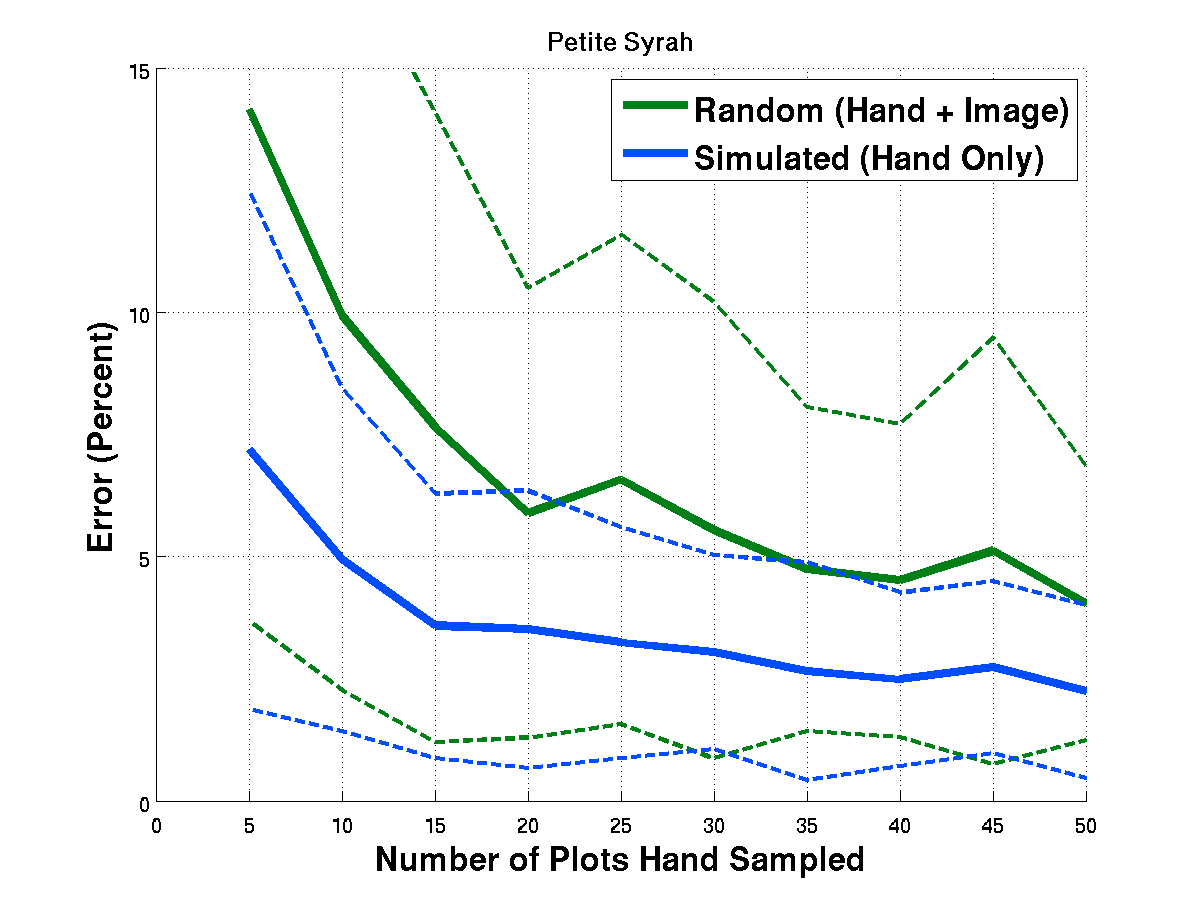 Petite Syrah
Random (Hand + Image)
Simulated (Hand Only)
15
10
5
0
Error (Percent)
0 5 10 15 20 25 30 35 40 45 50
Number of Plots Hand Sampled